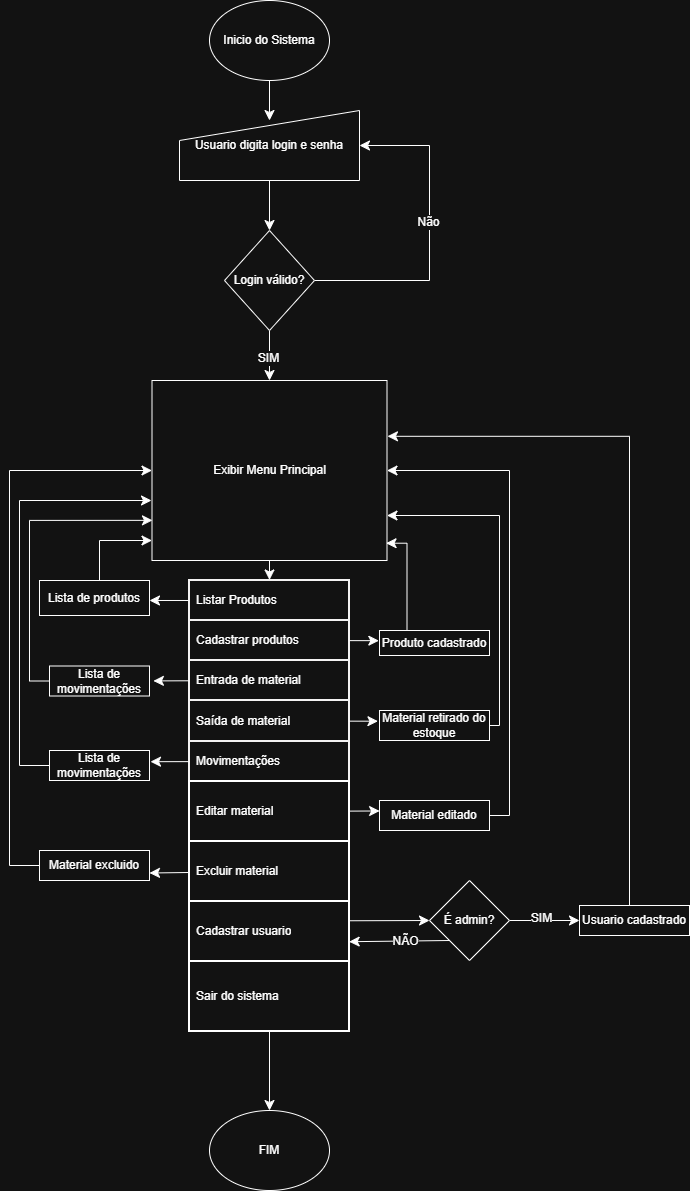 Inicio do Sistema
Usuario digita login e senha
Não
Login válido?
SIM
Exibir Menu Principal
Lista de produtos
Listar Produtos
Cadastrar produtos
Produto cadastrado
Lista de
movimentações
Entrada de material
Saída de material
Material retirado do
estoque
Lista de
movimentações
Movimentações
Editar material
Material editado
Material excluido
Excluir material
Cadastrar usuario
É admin?
SIM
Usuario cadastrado
NÃO
Sair do sistema
FIM